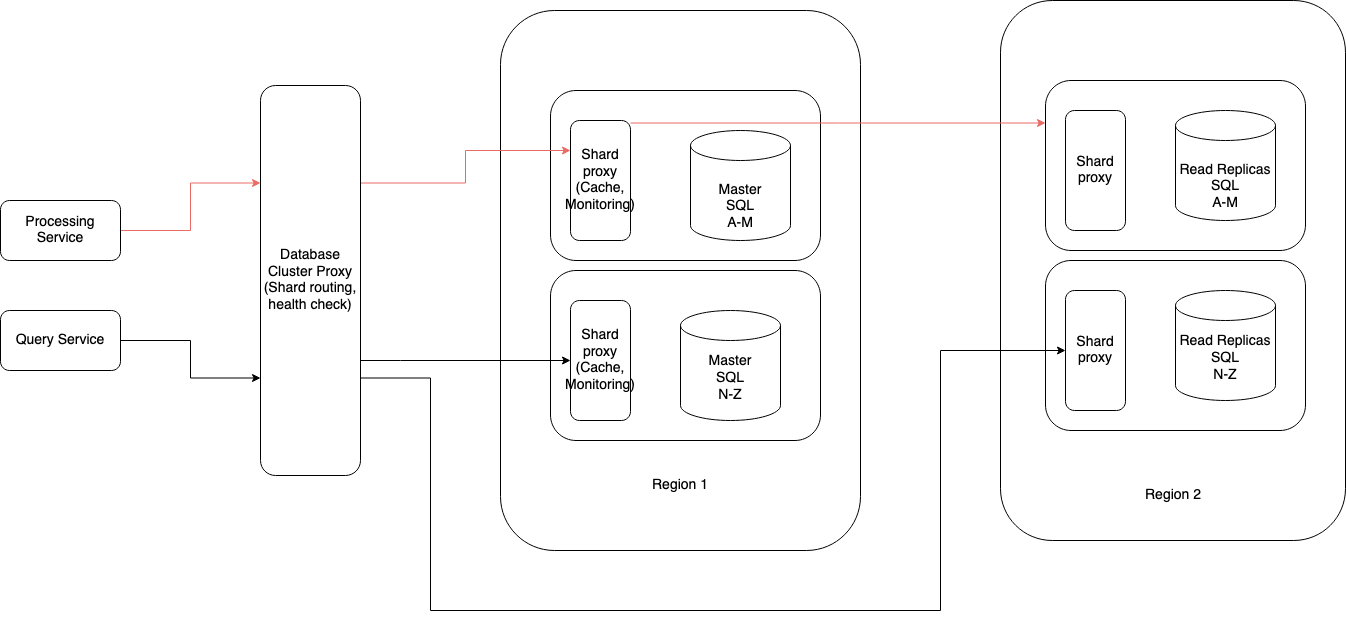 Processing
Service
Query Service
Database
Cluster Proxy
(Shard routing,
health check)
Shard
proxy
(Cache,
Monitoring)
Master
SQL
A-M
Shard
proxy
(Cache,
Monitoring)
Master
SQL
N-Z
Region 1
Shard
proxy
Read Replicas
SQL
A-M
Shard
proxy
Read Replicas
SQL
N-Z
Region 2